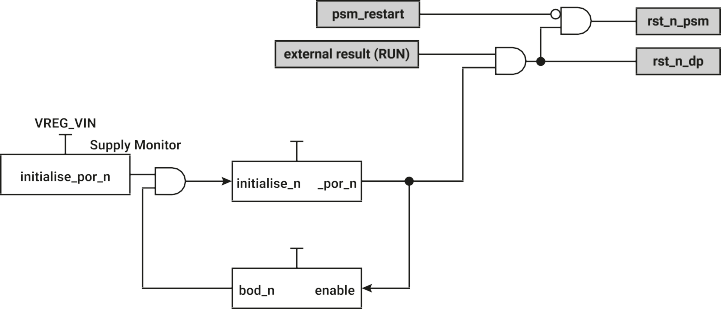 psm_restart
rst_n_psm
external result (RUN)
rst_n_dp
VREG_VIN
Supply Monitor
initialise_por_n
initialise_n _por_n
bod_n enable